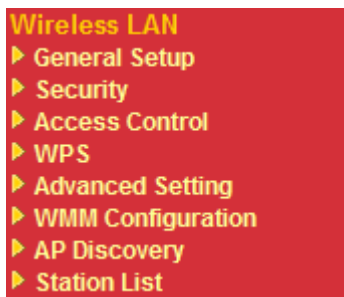 Wireless LAN
General Setup
Security
Access Control
WPS
Advanced Setting
WMM Configuration
AP Discovery
Station List